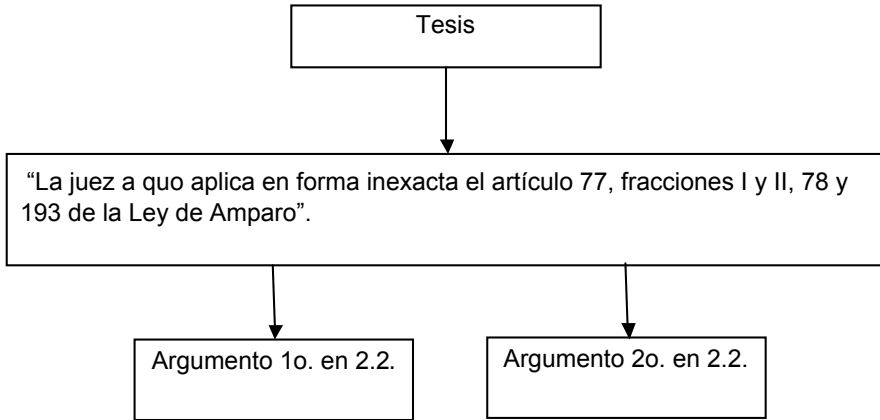 Tesis
“La juez a quo aplica en forma inexacta el artículo 77, fracciones I y II, 78 y
193 de la Ley de Amparo”.
Argumento 1o. en 2.2.
Argumento 2o. en 2.2.